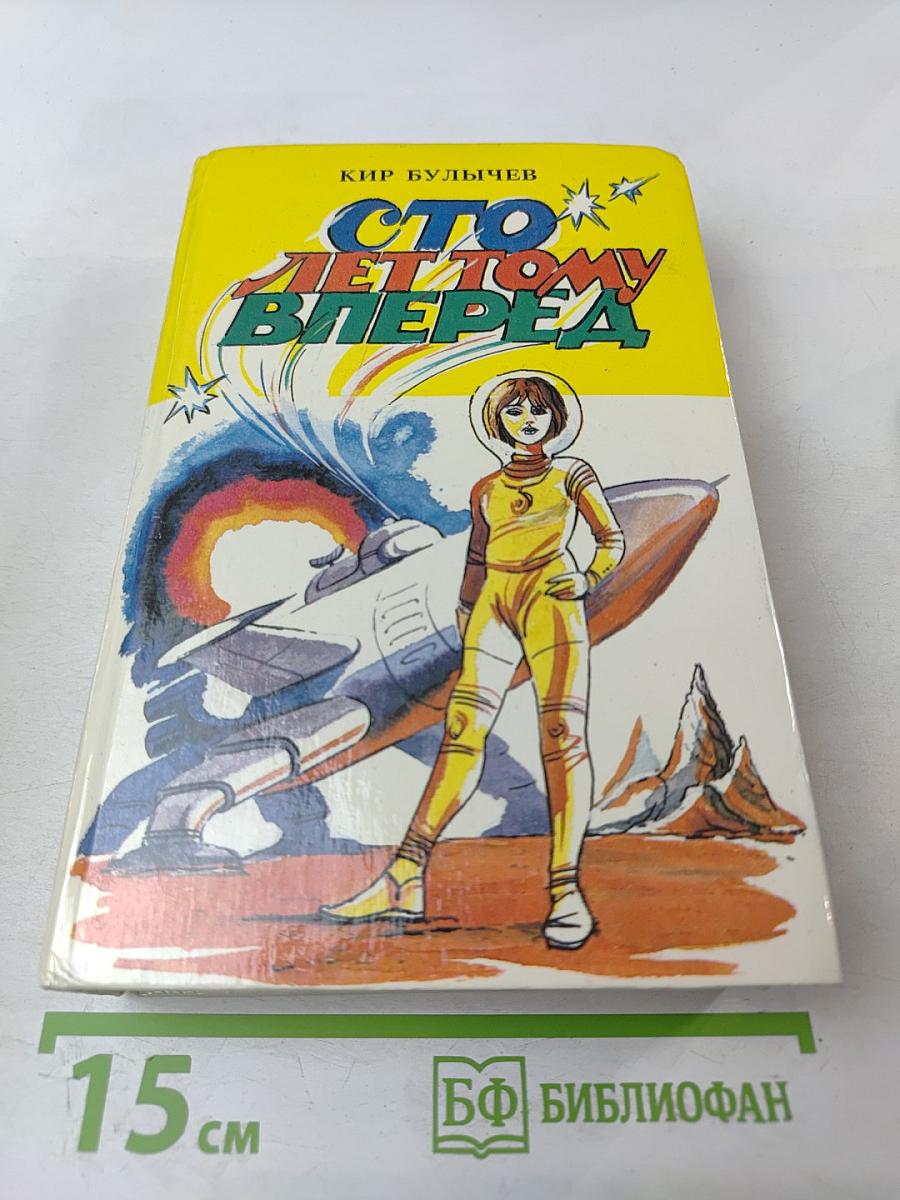 КИР БУЛЫЧЕВ
СТО
ЛЕТ ТОМУ
ВПЕРЕД
15 см
БФ БИБЛИОФАН